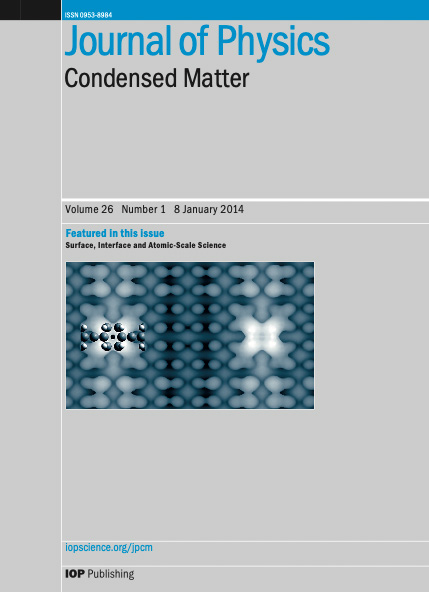 ISSN 0953-8984
Journal of Physics
Condensed Matter
Volume 26 Number 1 8 January 2014
Featured in this issue
Surface, Interface and Atomic-Scale Science
iopscience.org/jpcm
IOP Publishing